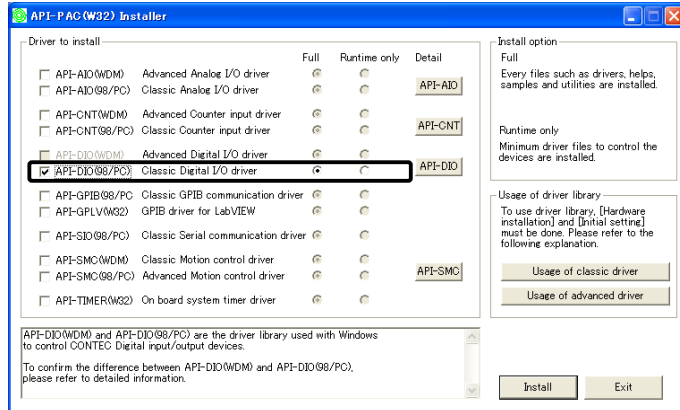 API-PAC(W32) Installer
Driver to install
Full Runtime only Detail
API-AIO(WDM) Advanced Analog I/O driver
API-AIO(98/PC) Classic Analog I/O driver API-AIO
API-CNT(WDM) Advanced Counter input driver
API-CNT(98/PC) Classic Counter input driver API-CNT
API-DIO(WDM) Advanced Digital I/O driver
API-DIO(98/PC) Classic Digital I/O driver API-DIO
API-GPIB(98/PC Classic GPIB communication driver
API-GPLV(W32) GPIB driver for LabVIEW
API-SIO(98/PC) Classic Serial communication driver
API-SMC(WDM) Classic Motion control driver
API-SMC(98/PC) Advanced Motion control driver API-SMC
API-TIMER(W32) On board system timer driver
API-DIO(WDM) and API-DIO(98/PC) are the driver library used with Windows
to control CONTEC Digital input/output devices.
To confirm the difference between API-DIO(WDM) and API-DIO(98/PC),
please refer to detailed information.
Install option
Full
Every files such as drivers, helps,
samples and utilities are installed.
Runtime only
Minimum driver files to control the
devices are installed.
Usage of driver library
To use driver library, [Hardware
installation] and [Initial setting]
must be done. Please refer to the
following explanation.
Usage of classic driver
Usage of advanced driver
Install Exit